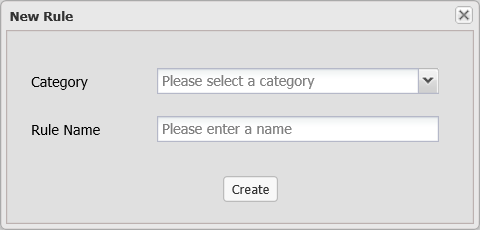 New Rule
Category
Please select a category
Rule Name
Please enter a name
Create